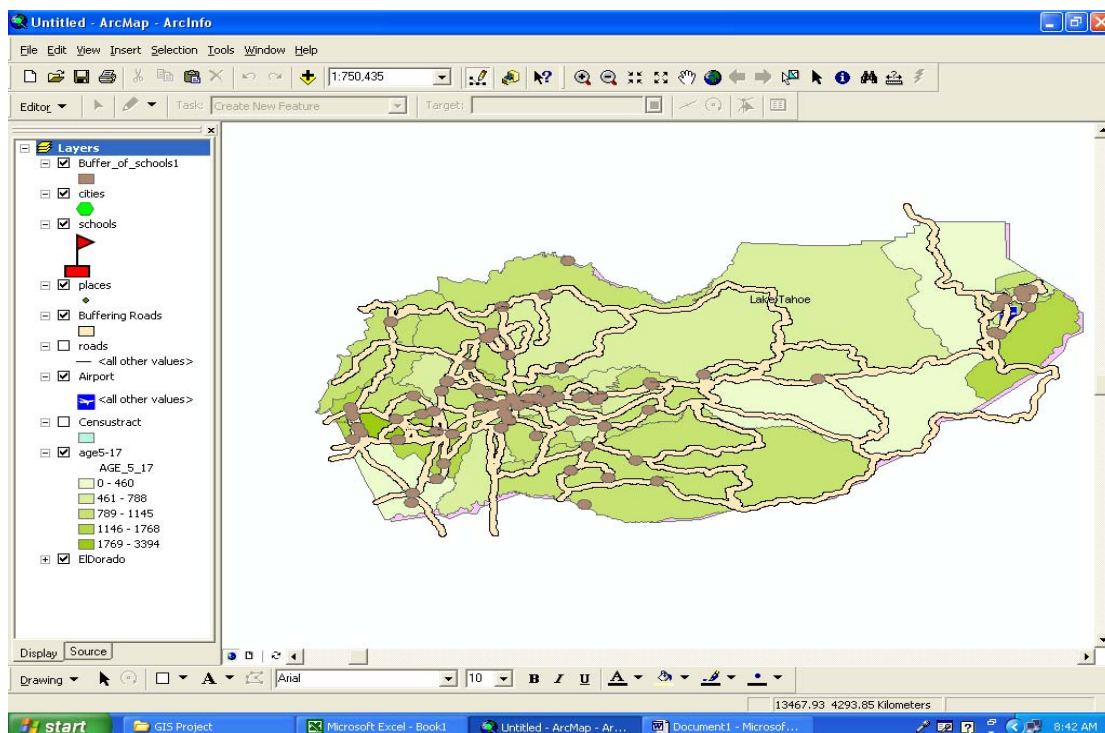 Untitled - ArcMap - ArcInfo
File Edit View Insert Selection Tools Window Help
1:750,435
Editor Task: Create New Feature Target:
Layers
Buffer_of_schools1
cities
schools
places
Buffering Roads
roads
<all other values>
Airport
<all other values>
Censustract
age5-17
AGE_5_17
0 - 460
461 - 788
789 - 1145
1146 - 1768
1769 - 3394
ElDorado
Lake Tahoe
Display Source
Drawing A Arial 10 B I U A
13467.93 4293.85 Kilometers
start GIS Project Microsoft Excel - Book1 Untitled - ArcMap - Ar... Document1 - Microsof... 8:42 AM